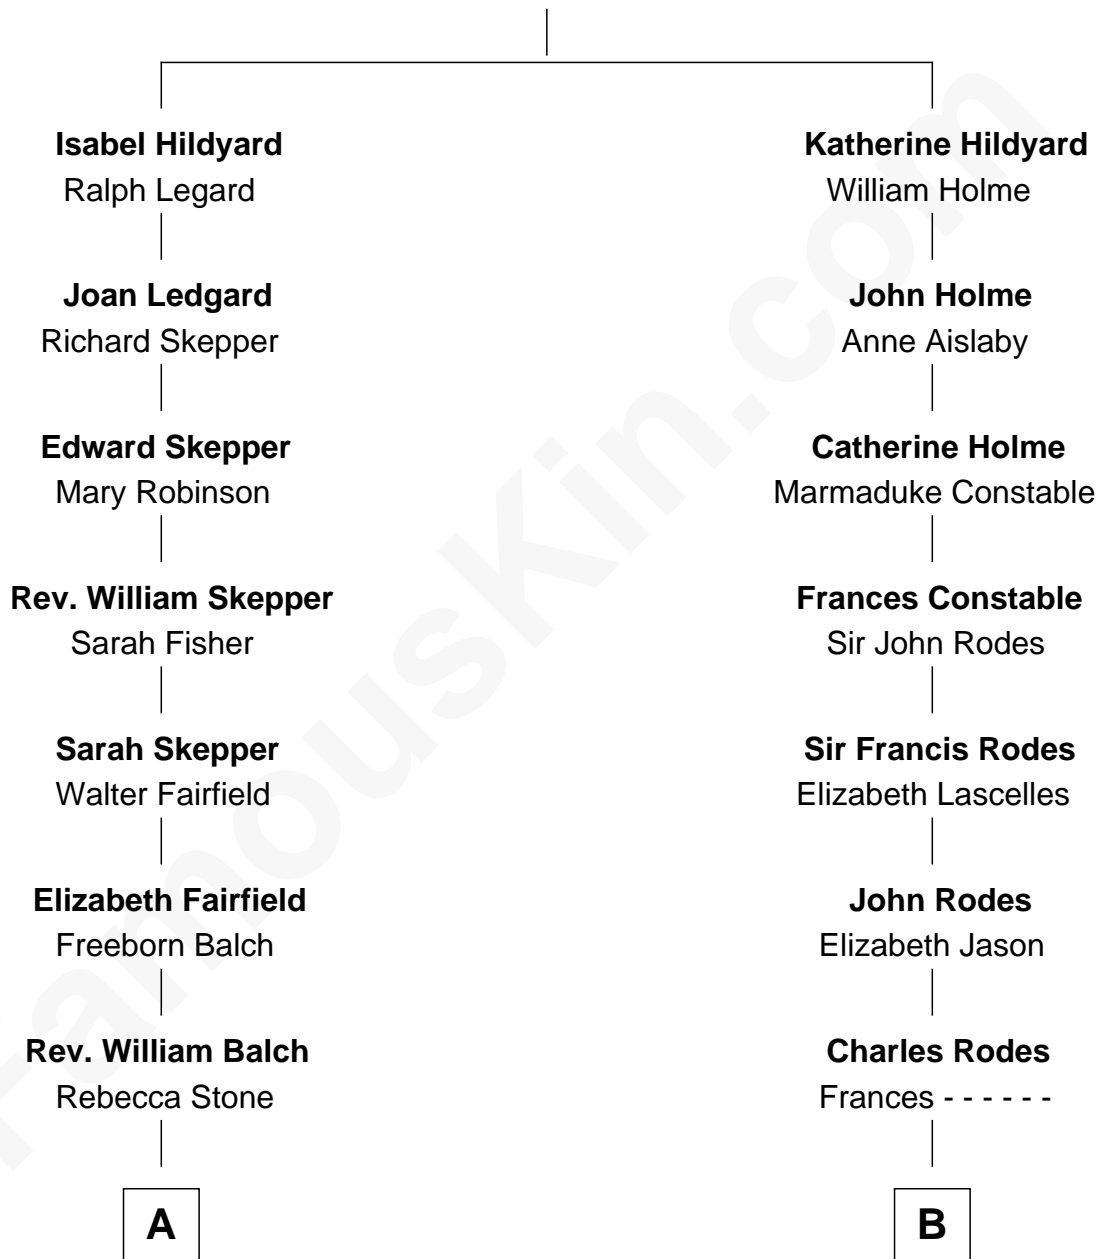 Isabel Hildyard
Ralph Legard
Joan Ledgard
Richard Skepper
Edward Skepper
Mary Robinson
Rev. William Skepper
Sarah Fisher
Sarah Skepper
Walter Fairfield
Elizabeth Fairfield
Freeborn Balch
Rev. William Balch
Rebecca Stone
A
Katherine Hildyard
William Holme
John Holme
Anne Aislaby
Catherine Holme
Marmaduke Constable
Frances Constable
Sir John Rodes
Sir Francis Rodes
Elizabeth Lascelles
John Rodes
Elizabeth Jason
Charles Rodes
Frances - - - - - -
B
FamousKin.com